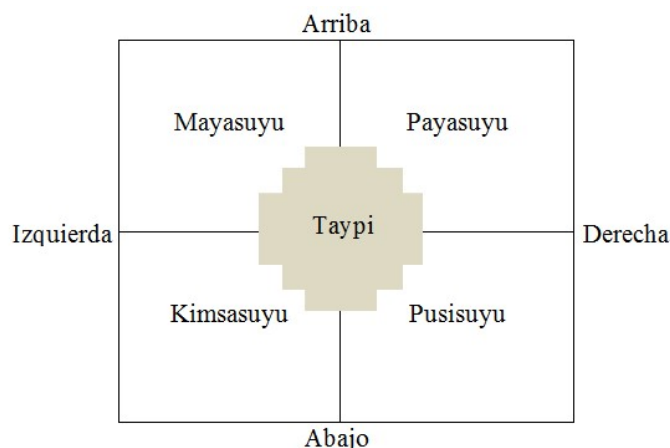 Arriba
Mayasuyu Payasuyu
Izquierda Taypi Derecha
Kimsasuyu Pusisuyu
Abajo